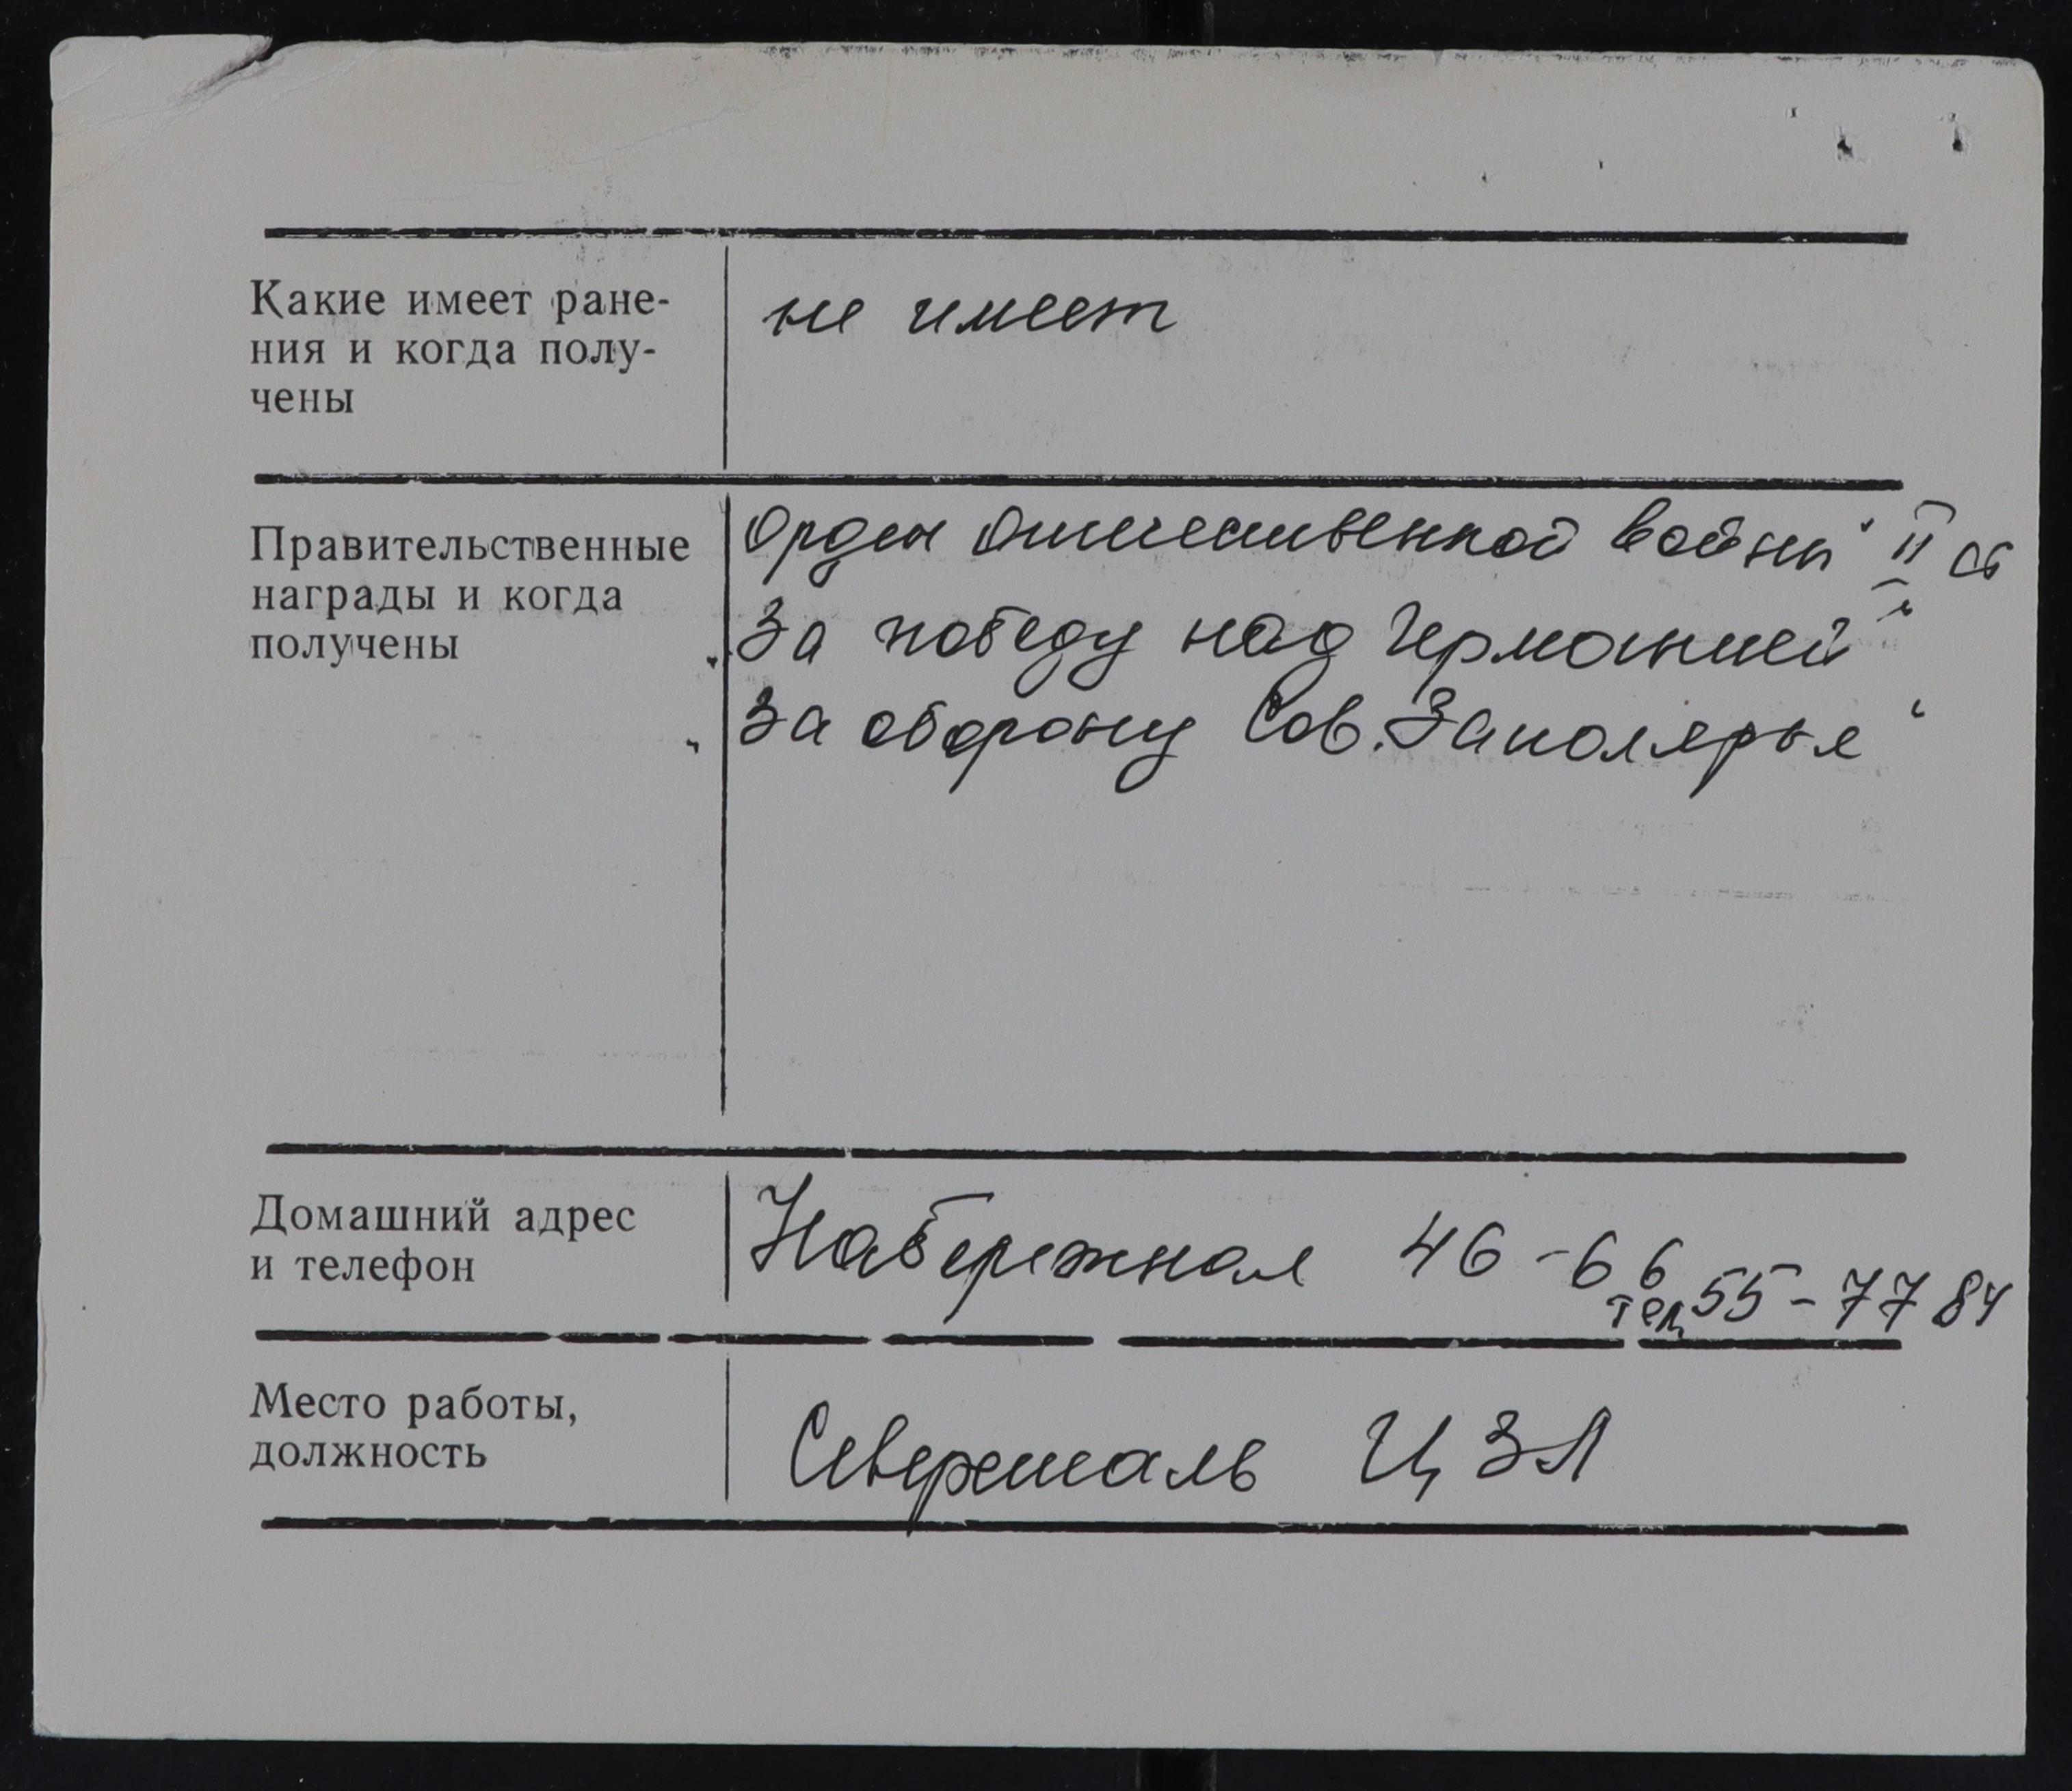 Какие имеет ране-
ния и когда полу-
чены
не имеет
Правительственные
награды и когда
получены
Орден Отечественной войны" II ст
„За победу над Германией"
„За оборону Сов. Заполярья"
Домашний адрес
и телефон
Набережная 46-66
тел 55-77 84
Место работы,
должность
Северсталь ЦЗЛ